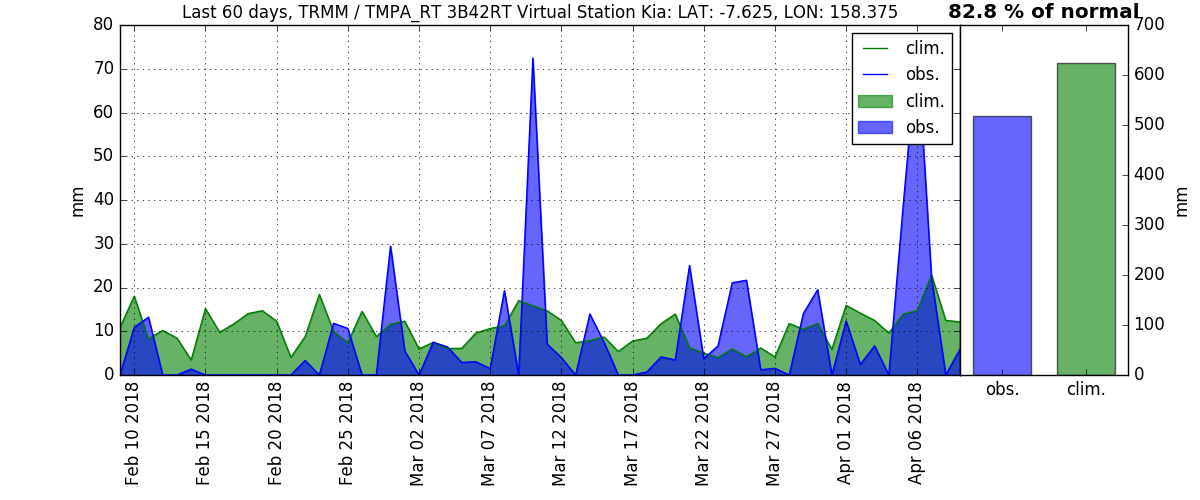 Last 60 days, TRMM / TMPA_RT 3B42RT Virtual Station Kia: LAT: -7.625, LON: 158.375
82.8 % of normal
80
70
60
50
40
30
20
10
0
mm
clim.
obs.
clim.
obs.
700
600
500
400
300
200
100
0
mm
obs.
clim.
Feb 10 2018
Feb 15 2018
Feb 20 2018
Feb 25 2018
Mar 02 2018
Mar 07 2018
Mar 12 2018
Mar 17 2018
Mar 22 2018
Mar 27 2018
Apr 01 2018
Apr 06 2018